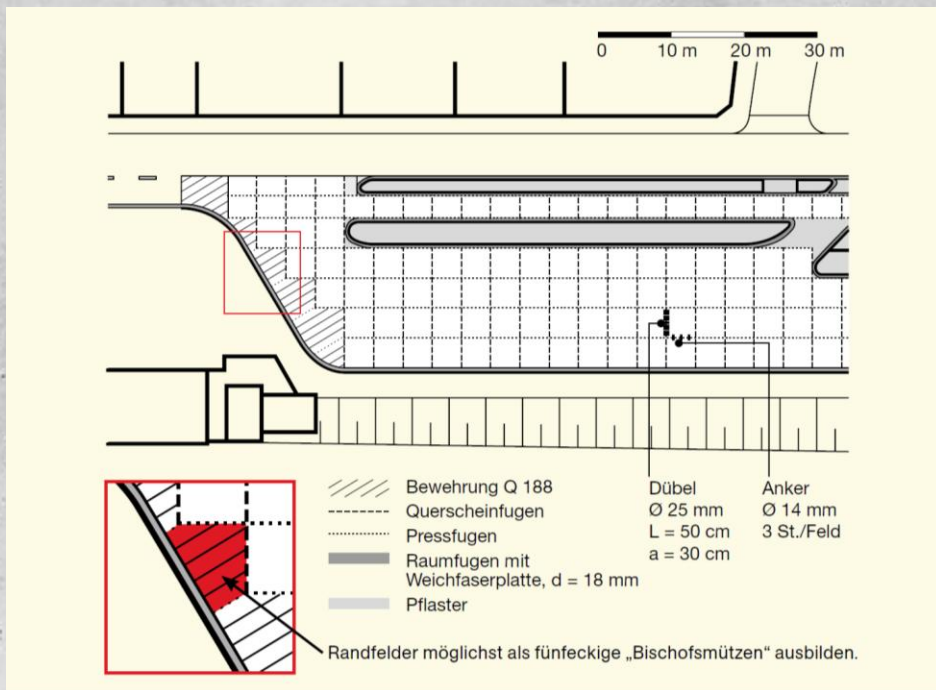 0 10 m 20 m 30 m
Bewehrung Q 188
Querscheinfugen
Pressfugen
Raumfugen mit
Weichfaserplatte, d = 18 mm
Pflaster
Dübel
Ø 25 mm
L = 50 cm
a = 30 cm
Anker
Ø 14 mm
3 St./Feld
Randfelder möglichst als fünfeckige „Bischofsmützen“ ausbilden.